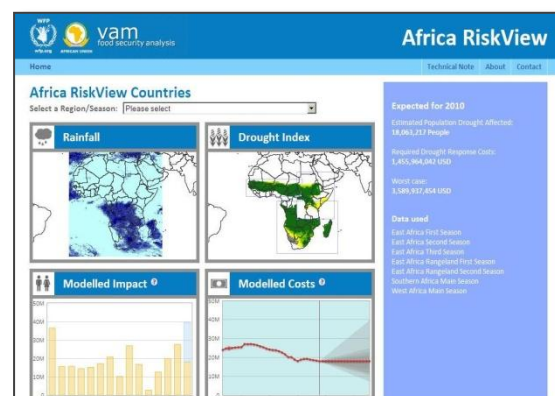 WFP
wfp.org
AFRICAN UNION
vam
food security analysis
Africa RiskView
Home
Technical Note
About
Contact
Africa RiskView Countries
Select a Region/Season:
Please select
Rainfall
Drought Index
Modelled Impact ?
50M
40M
30M
20M
10M
0
Modelled Costs ?
50M
40M
30M
20M
10M
0
Expected for 2010
Estimated Population Drought Affected:
18,063,217 People
Required Drought Response Costs:
1,455,964,042 USD
Worst case:
3,589,937,454 USD
Data used
East Africa First Season
East Africa Second Season
East Africa Third Season
East Africa Rangeland First Season
East Africa Rangeland Second Season
Southern Africa Main Season
West Africa Main Season